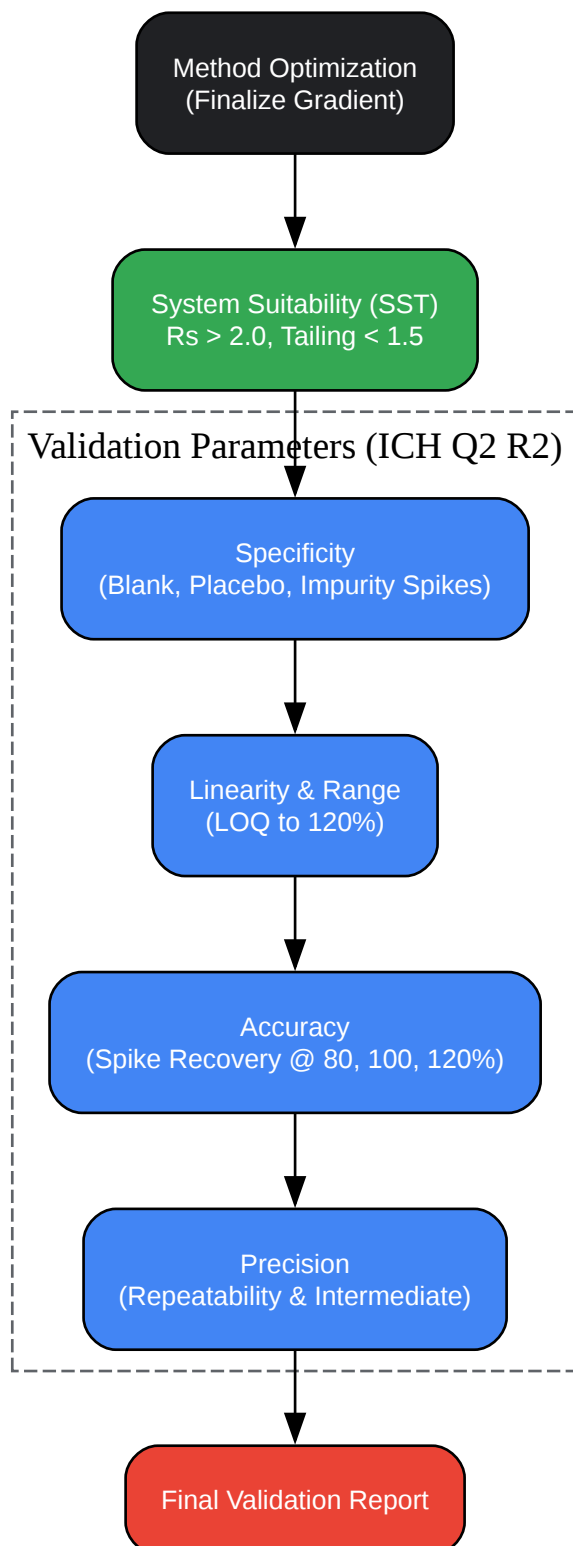 Method Optimization
(Finalize Gradient)
System Suitability (SST)
Rs > 2.0, Tailing < 1.5
Validation Parameters (ICH Q2 R2)
Specificity
(Blank, Placebo, Impurity Spikes)
Linearity & Range
(LOQ to 120%)
Accuracy
(Spike Recovery @ 80, 100, 120%)
Precision
(Repeatability & Intermediate)
Final Validation Report